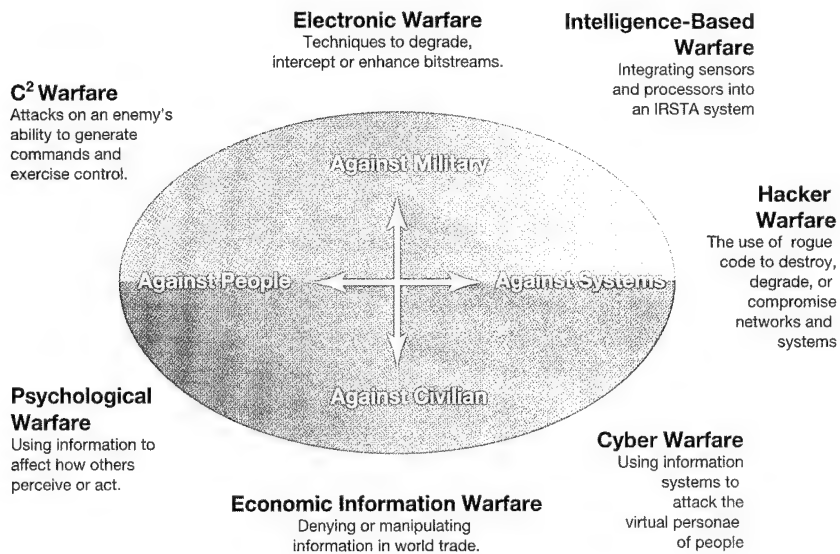 Electronic Warfare
Techniques to degrade,
intercept or enhance bitstreams.
Intelligence-Based
Warfare
Integrating sensors
and processors into
an IRSTA system
C² Warfare
Attacks on an enemy's
ability to generate
commands and
exercise control.
Against Military
Hacker
Warfare
The use of rogue
code to destroy,
degrade, or
compromise
networks and
systems
Against People
Against Systems
Against Civilian
Psychological
Warfare
Using information to
affect how others
perceive or act.
Cyber Warfare
Using information
systems to
attack the
virtual personae
of people
Economic Information Warfare
Denying or manipulating
information in world trade.